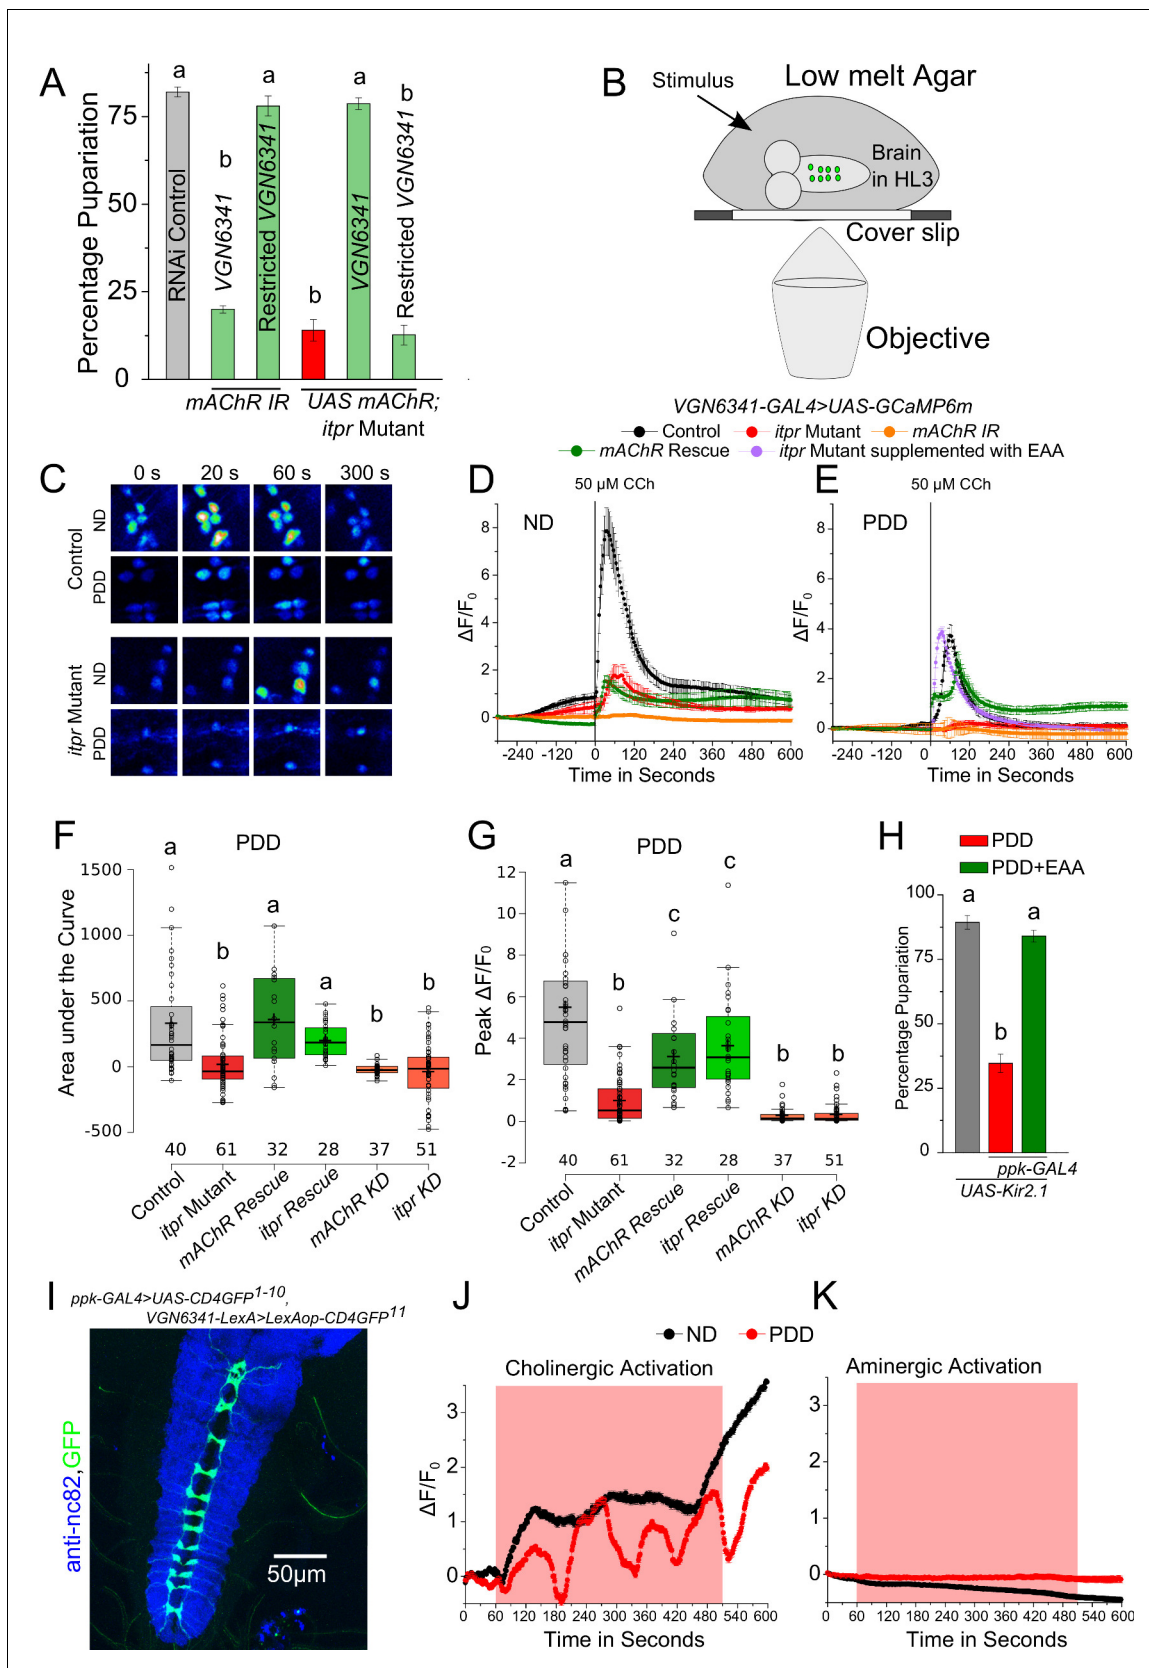 A
Percentage Pupariation
75
50
25
0
a
b
a
b
a
b
RNAi Control
VGN6341
Restricted VGN6341
VGN6341
Restricted VGN6341
mAChR IR
UAS mAChR;
itpr Mutant
B
Stimulus
Low melt Agar
Brain
in HL3
Cover slip
Objective
VGN6341-GAL4>UAS-GCaMP6m
Control itpr Mutant mAChR IR
mAChR Rescue itpr Mutant supplemented with EAA
C
0 s 20 s 60 s 300 s
Control
ND
PDD
itpr Mutant
ND
PDD
D
50 µM CCh
ND
ΔF/F0
8
6
4
2
0
-240 -120 0 120 240 360 480 600
Time in Seconds
E
50 µM CCh
PDD
ΔF/F0
8
6
4
2
0
-240 -120 0 120 240 360 480 600
Time in Seconds
F
PDD
Area under the Curve
1500
1000
500
0
-500
a
b
a
a
b
b
40 61 32 28 37 51
Control
itpr Mutant
mAChR Rescue
itpr Rescue
mAChR KD
itpr KD
G
PDD
Peak ΔF/F0
12
10
8
6
4
2
0
-2
a
b
c
c
b
b
40 61 32 28 37 51
Control
itpr Mutant
mAChR Rescue
itpr Rescue
mAChR KD
itpr KD
H
PDD
PDD+EAA
Percentage Pupariation
100
75
50
25
0
a
b
a
ppk-GAL4
UAS-Kir2.1
I
ppk-GAL4>UAS-CD4GFP1-10,
VGN6341-LexA>LexAop-CD4GFP11
anti-nc82,GFP
50µm
J
ND PDD
Cholinergic Activation
ΔF/F0
3
2
1
0
0 60 120 180 240 300 360 420 480 540 600
Time in Seconds
K
Aminergic Activation
3
2
1
0
0 60 120 180 240 300 360 420 480 540 600
Time in Seconds